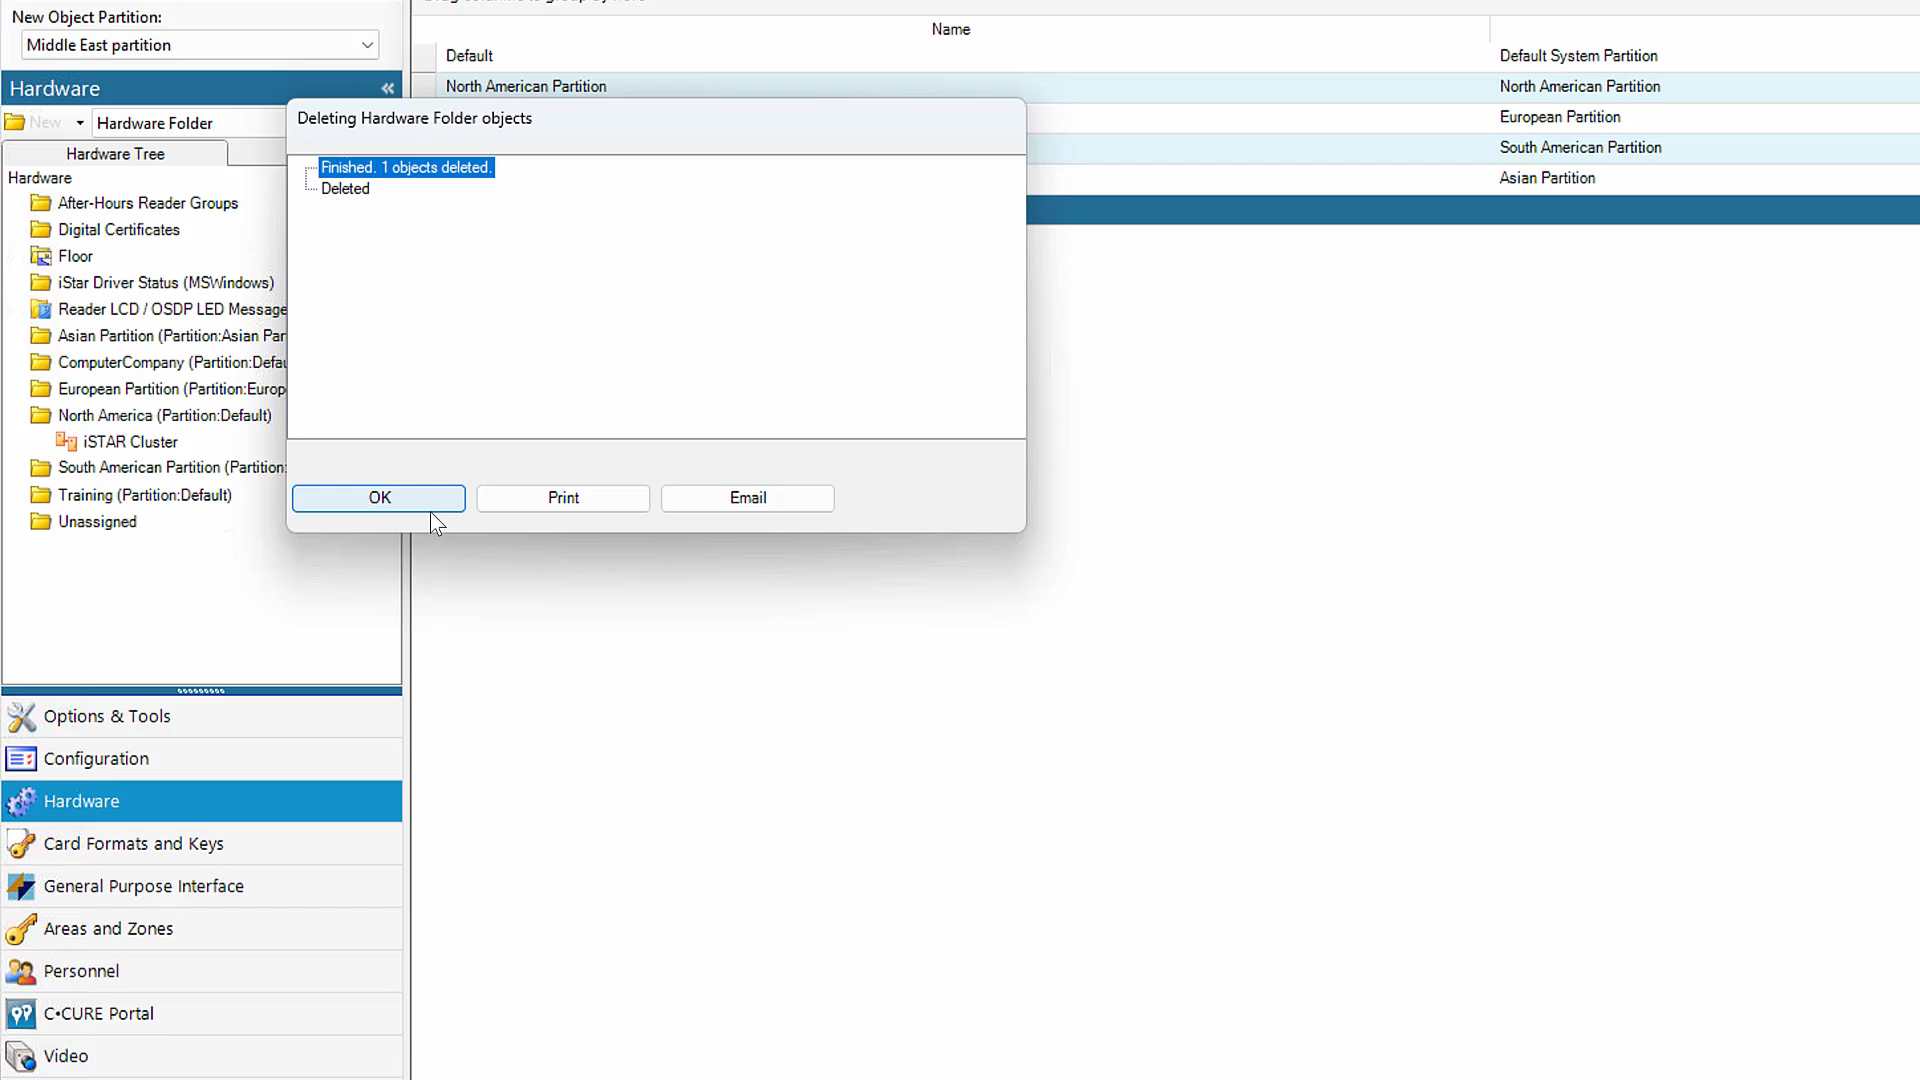 New Object Partition:
Middle East partition
Hardware
New
Hardware Folder
Hardware Tree
Hardware
After-Hours Reader Groups
Digital Certificates
Floor
iStar Driver Status (MSWindows)
Reader LCD / OSDP LED Message
Asian Partition (Partition:Asian Par
ComputerCompany (Partition:Defau
European Partition (Partition:Europ
North America (Partition:Default)
iSTAR Cluster
South American Partition (Partition:
Training (Partition:Default)
Unassigned
Options & Tools
Configuration
Hardware
Card Formats and Keys
General Purpose Interface
Areas and Zones
Personnel
C•CURE Portal
Video
Name
Default
Default System Partition
North American Partition
North American Partition
European Partition
South American Partition
Asian Partition
Deleting Hardware Folder objects
Finished. 1 objects deleted.
Deleted
OK
Print
Email